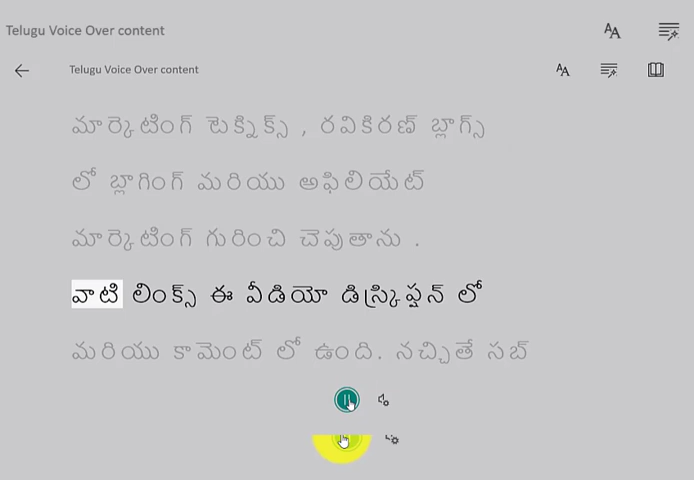 Telugu Voice Over content
Telugu Voice Over content
మార్కెటింగ్ టెక్నిక్స్ , రవికిరణ్ బ్లాగ్స్
లో బ్లాగింగ్ మరియు అఫిలియేట్
మార్కెటింగ్ గురించి చెపుతాను .
వాటి లింక్స్ ఈ వీడియో డిస్క్రిప్షన్ లో
మరియు కామెంట్ లో ఉంది. నచ్చితే సబ్